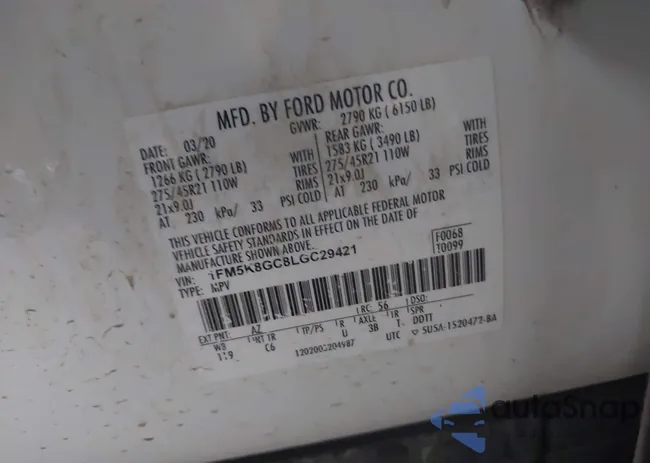 MFD. BY FORD MOTOR CO.
DATE: 03/20 GVWR: 2790 KG ( 6150 LB)
FRONT GAWR: REAR GAWR:
1266 KG ( 2790 LB) WITH 1583 KG ( 3490 LB) WITH
275/45R21 110W TIRES 275/45R21 110W TIRES
21x9.0J RIMS 21x9.0J RIMS
AT 230 kPa/ 33 PSI COLD AT 230 kPa/ 33 PSI COLD
THIS VEHICLE CONFORMS TO ALL APPLICABLE FEDERAL MOTOR
VEHICLE SAFETY STANDARDS IN EFFECT ON THE DATE OF
MANUFACTURE SHOWN ABOVE.
VIN: 1FM5K8GC8LGC29421 F0068
TYPE: MPV T0099
EXT PNT: AZ RC: 56 DSO:
WB INT TR TP/PS R AXLE TR SPR
119 C6 U 3B T DDTT
UTC ▽ SU5A-1520472-BA
autoSnap